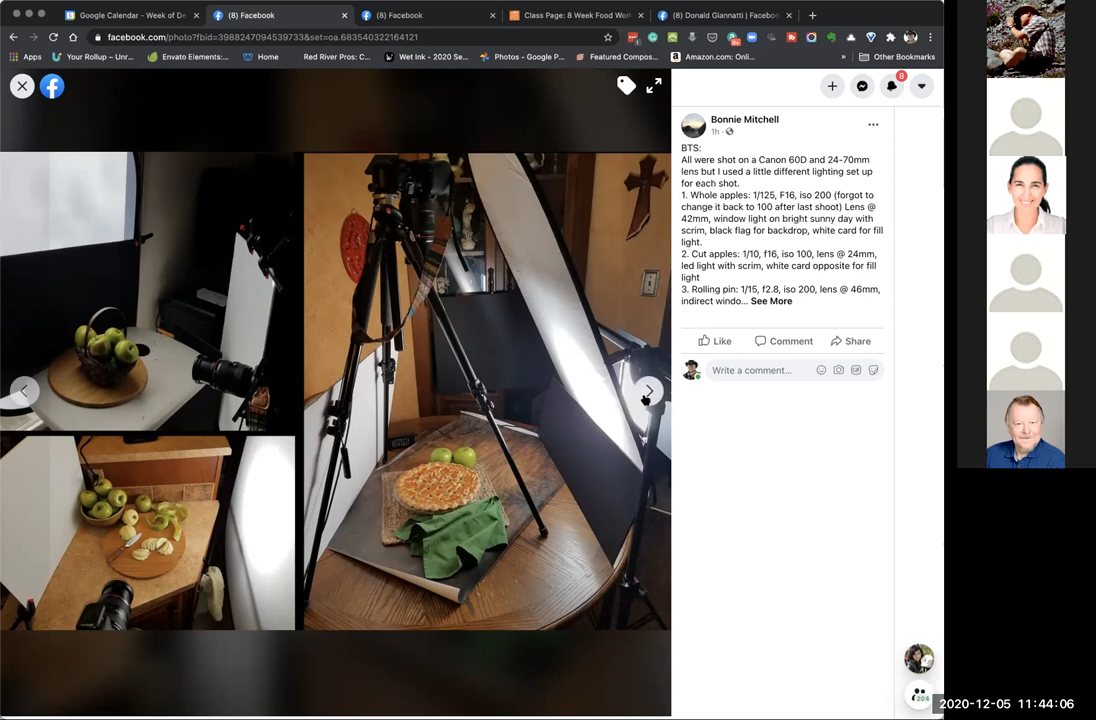 Google Calendar - Week of De
(8) Facebook
(8) Facebook
Class Page: 8 Week Food Wor
(8) Donald Giannatti | Faceboo
facebook.com/photo?fbid=3988247094539733&set=oa.683540322164121
Apps
Your Rollup – Unr...
Envato Elements:...
Home
Red River Pros: C...
Wet Ink - 2020 Se...
Photos - Google P...
Featured Compos...
Amazon.com: Onli...
»
Other Bookmarks
8
Bonnie Mitchell
1h ·
BTS:
All were shot on a Canon 60D and 24-70mm
lens but I used a little different lighting set up
for each shot.
1. Whole apples: 1/125, F16, iso 200 (forgot to
change it back to 100 after last shoot) Lens @
42mm, window light on bright sunny day with
scrim, black flag for backdrop, white card for fill
light.
2. Cut apples: 1/10, f16, iso 100, lens @ 24mm,
led light with scrim, white card opposite for fill
light
3. Rolling pin: 1/15, f2.8, iso 200, lens @ 46mm,
indirect windo... See More
Like
Comment
Share
Write a comment...
GIF
204
2020-12-05 11:44:06